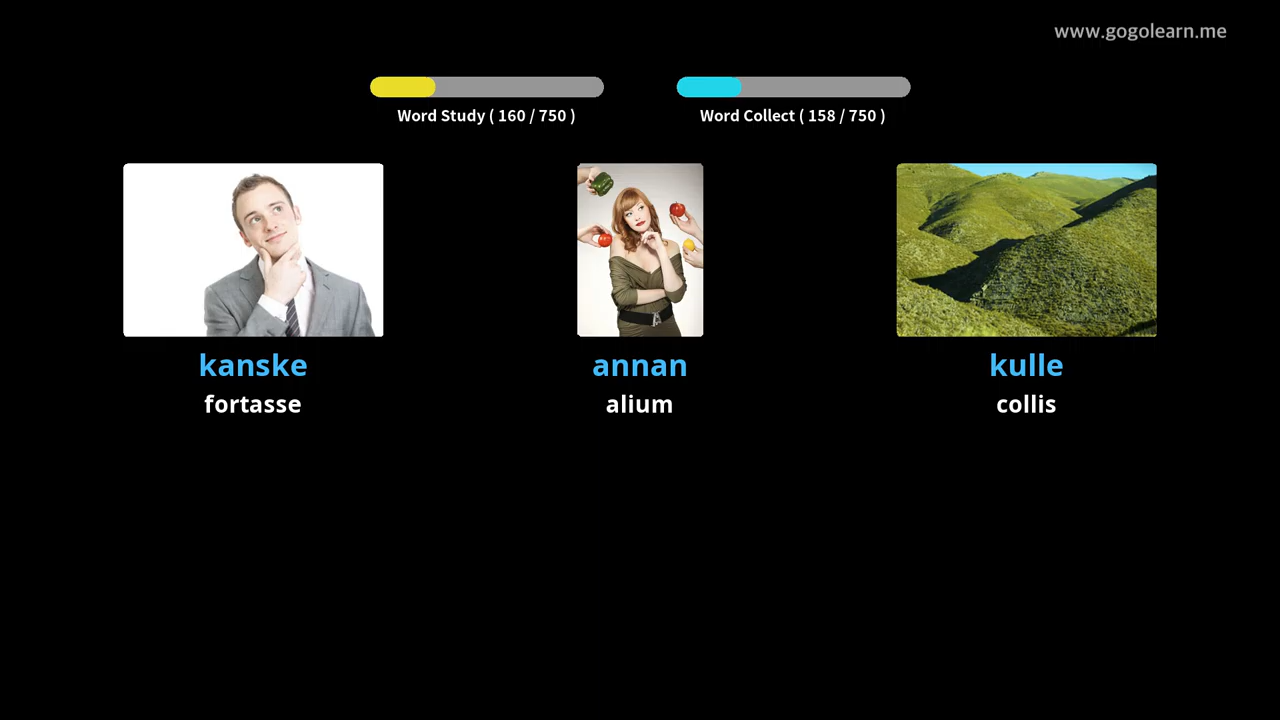 www.gogolearn.me
Word Study ( 160 / 750 )
Word Collect ( 158 / 750 )
kanske
annan
kulle
fortasse
alium
collis